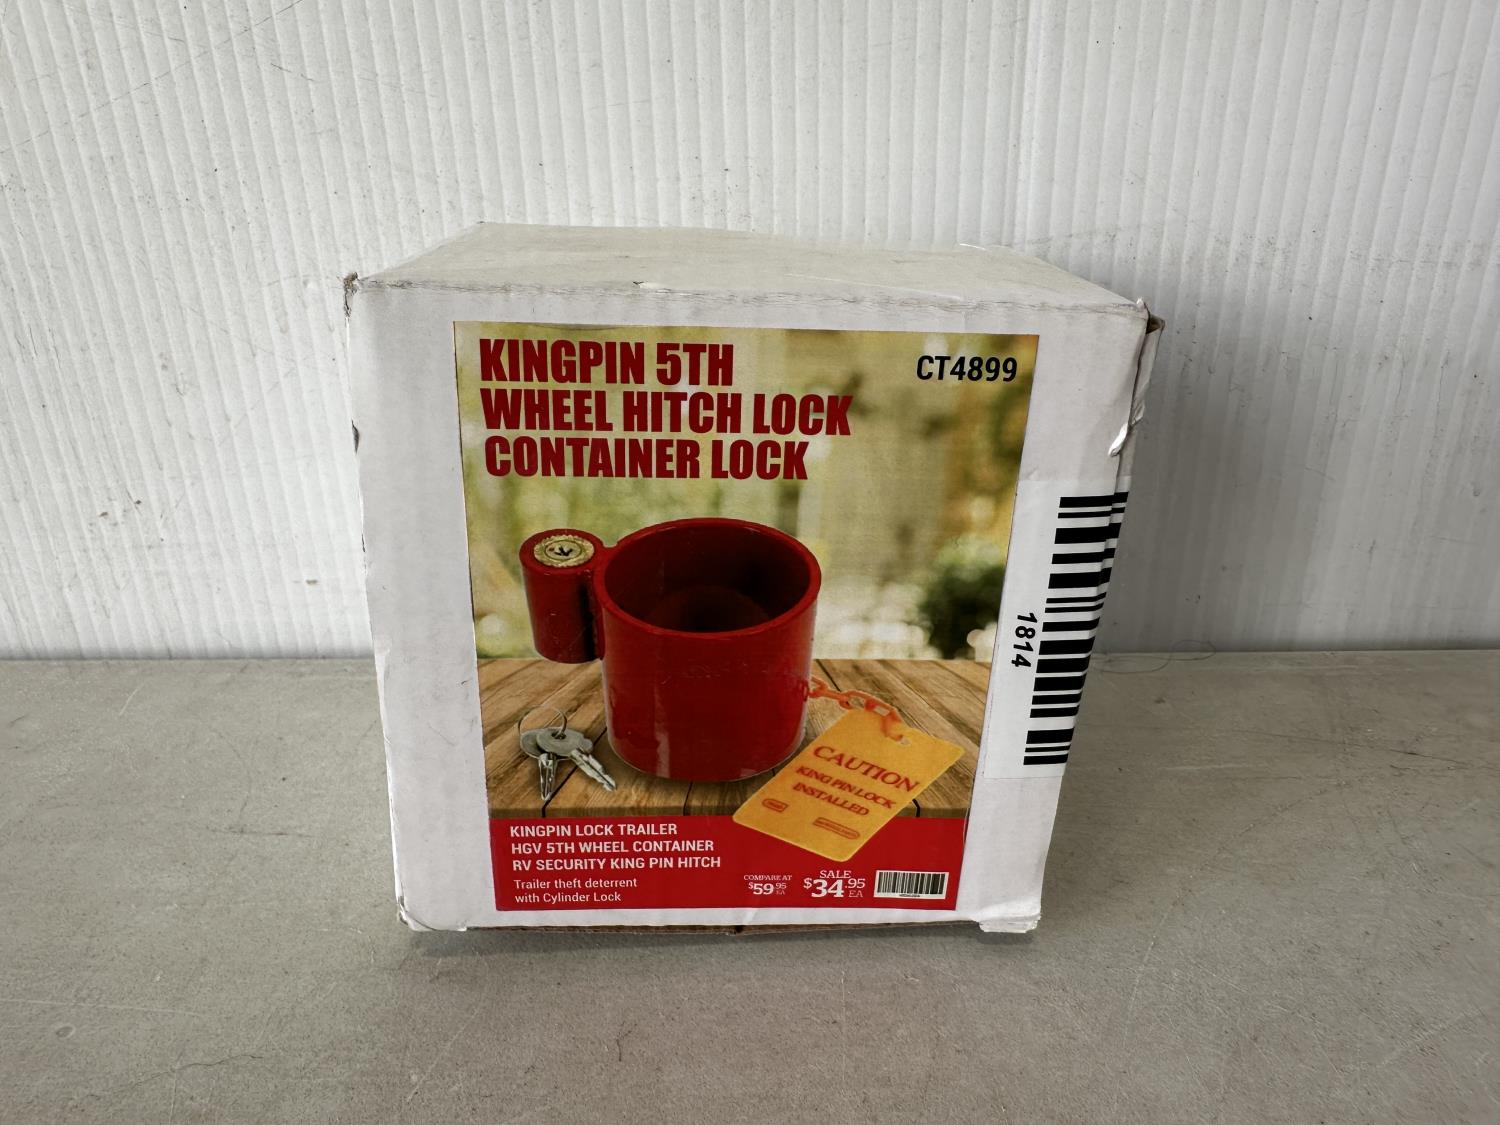 KINGPIN 5TH
WHEEL HITCH LOCK
CONTAINER LOCK
CT4899
1814
CAUTION
KING PIN LOCK
INSTALLED
KINGPIN LOCK TRAILER
HGV 5TH WHEEL CONTAINER
RV SECURITY KING PIN HITCH
Trailer theft deterrent
with Cylinder Lock
COMPARE AT
$59.95
EA
SALE
$34.95
EA